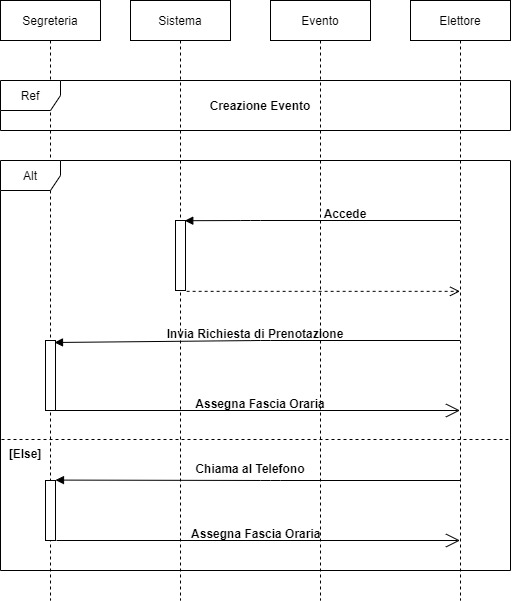 Segreteria
Sistema
Evento
Elettore
Ref
Creazione Evento
Alt
Accede
Invia Richiesta di Prenotazione
Assegna Fascia Oraria
[Else]
Chiama al Telefono
Assegna Fascia Oraria